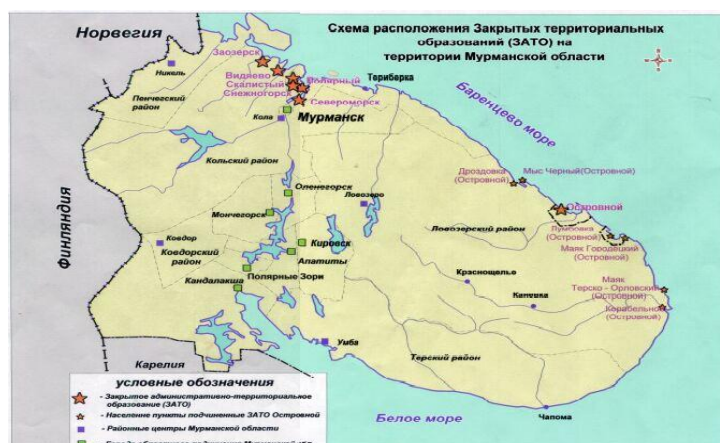 Схема расположения Закрытых территориальных
образований (ЗАТО) на
территории Мурманской области
Норвегия
Заозерск
Никель
Видяево
Скалистый
Полярный
Снежногорск
Териберка
Печенгский
район
Североморск
Баренцево море
Кола
Мурманск
Кольский район
Дроздовка
(Островной)
Мыс Черный(Островной)
Финляндия
Оленегорск
Ловозеро
Островной
Мончегорск
Ловозерский район
Лумбовка
(Островной)
Ковдор
Ковдорский
район
Кировск
Апатиты
Маяк Городецкий
(Островной)
Полярные Зори
Краснощелье
Кандалакша
Каневка
Маяк
Терско - Орловский
(Островной)
Корабельное
(Островной)
Умба
Карелия
Терский район
Чапома
Белое море
условные обозначения
- Закрытое административно-территориальное
образование (ЗАТО)
- Население пункты подчиненные ЗАТО Островной
- Районные центры Мурманской области